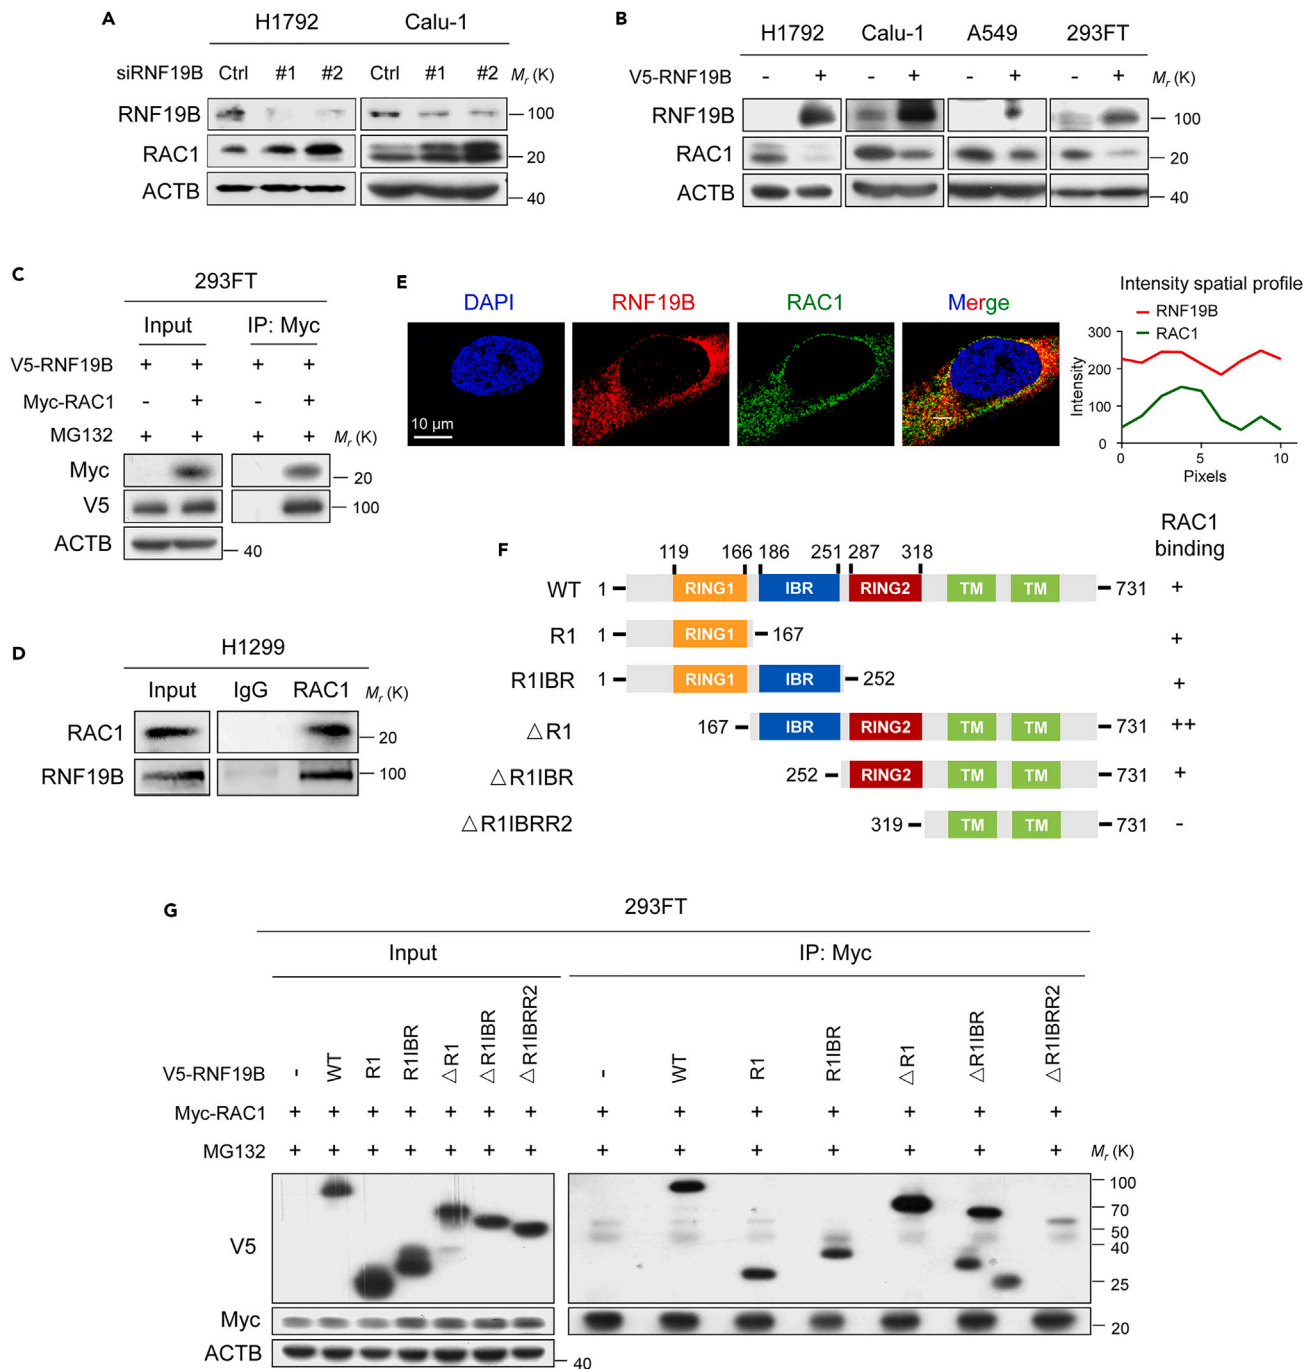 A
H1792 Calu-1
siRNF19B Ctrl #1 #2 Ctrl #1 #2 Mr (K)
RNF19B 100
RAC1 20
ACTB 40
B
H1792 Calu-1 A549 293FT
V5-RNF19B - + - + - + - + Mr (K)
RNF19B 100
RAC1 20
ACTB 40
C
293FT
Input IP: Myc
V5-RNF19B + + + +
Myc-RAC1 - + - +
MG132 + + + + Mr (K)
Myc 20
V5 100
ACTB 40
D
H1299
Input IgG RAC1 Mr (K)
RAC1 20
RNF19B 100
E
DAPI RNF19B RAC1 Merge
10 μm
Intensity spatial profile
RNF19B
RAC1
300
200
100
0
Intensity
0 5 10
Pixels
F
RAC1
binding
119 166 186 251 287 318
WT 1 RING1 IBR RING2 TM TM 731 +
R1 1 RING1 167 +
R1IBR 1 RING1 IBR 252 +
△R1 167 IBR RING2 TM TM 731 ++
△R1IBR 252 RING2 TM TM 731 +
△R1IBRR2 319 TM TM 731 -
G
293FT
Input IP: Myc
V5-RNF19B - WT R1 R1IBR △R1 △R1IBR △R1IBRR2 - WT R1 R1IBR △R1 △R1IBR △R1IBRR2
Myc-RAC1 + + + + + + + + + + + + + +
MG132 + + + + + + + + + + + + + + Mr (K)
V5 100
70
50
40
25
Myc 20
ACTB 40